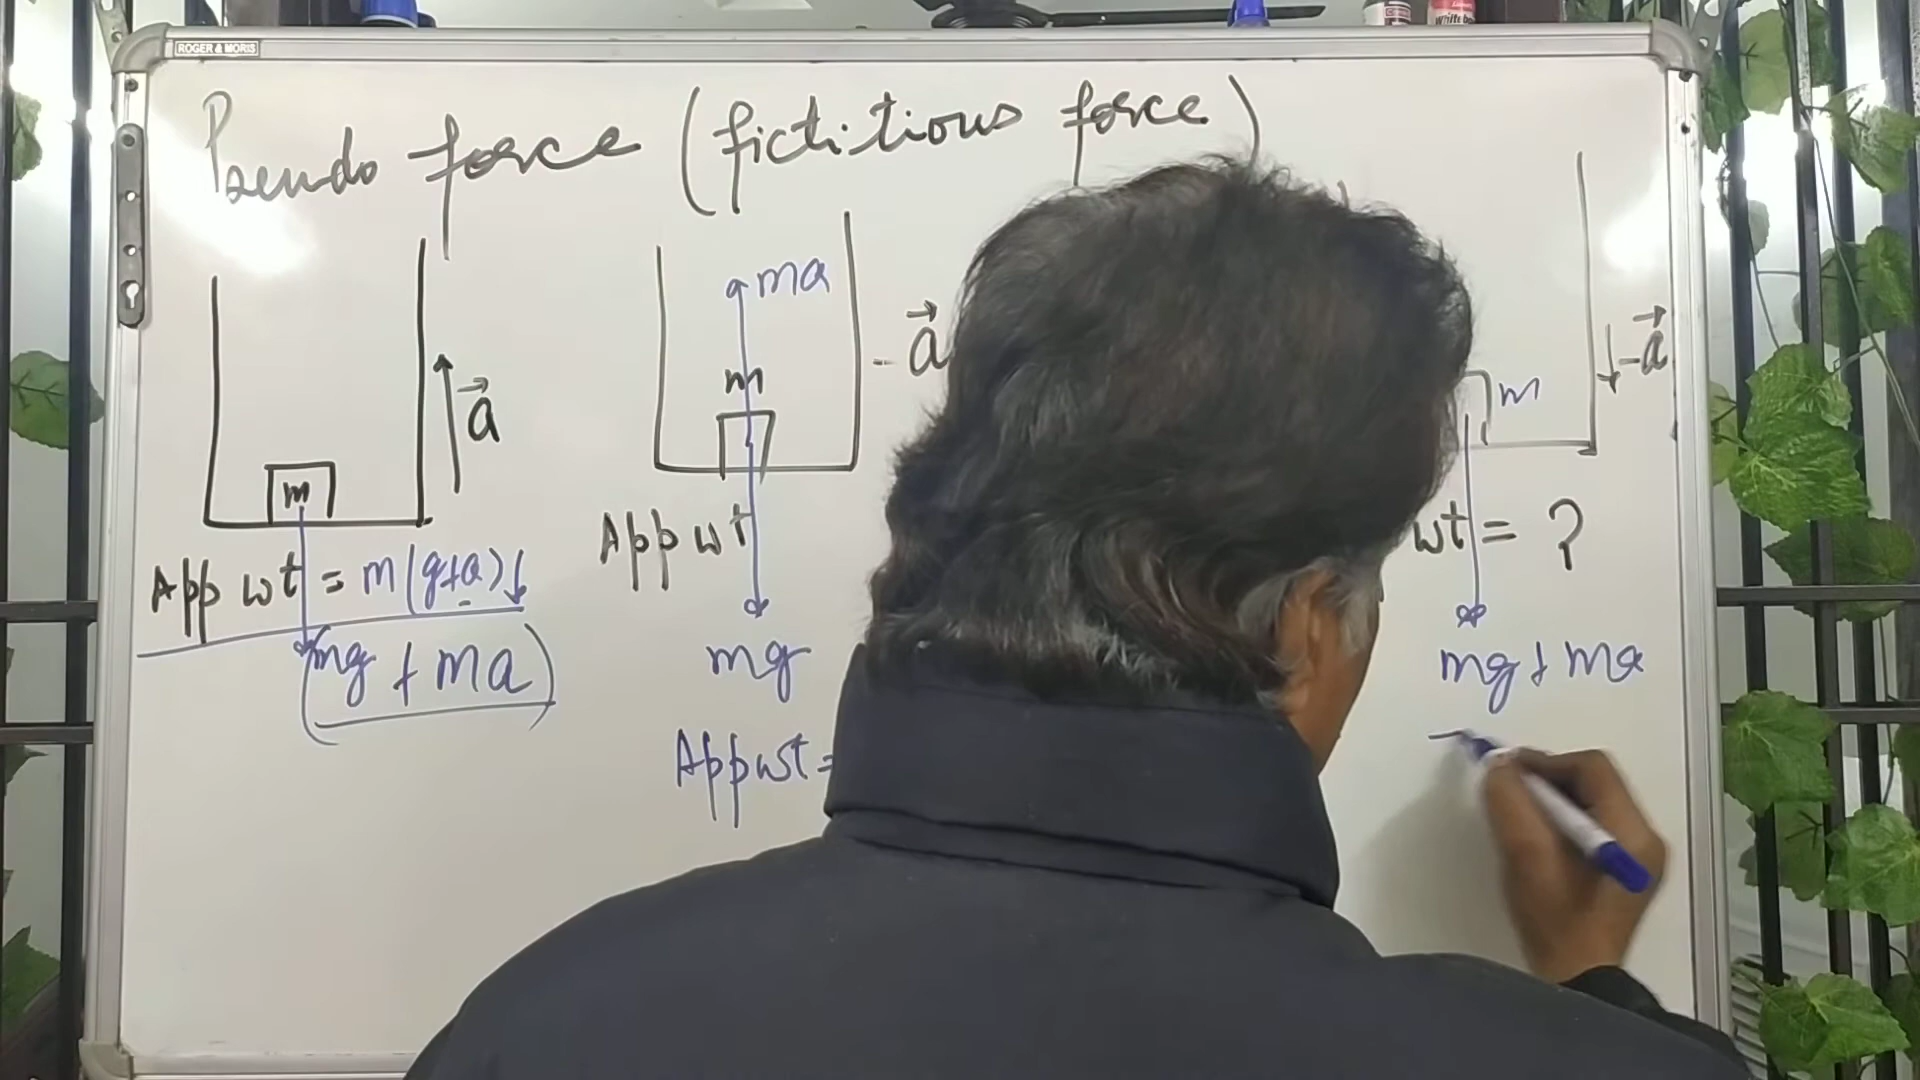 ROGER & MORIS
Pseudo force (fictitious force)
ma
m
m
m
a
-a
-a
App wt = m(g+a)↓
(mg + ma)
App wt
mg
App wt =
wt = ?
mg + ma